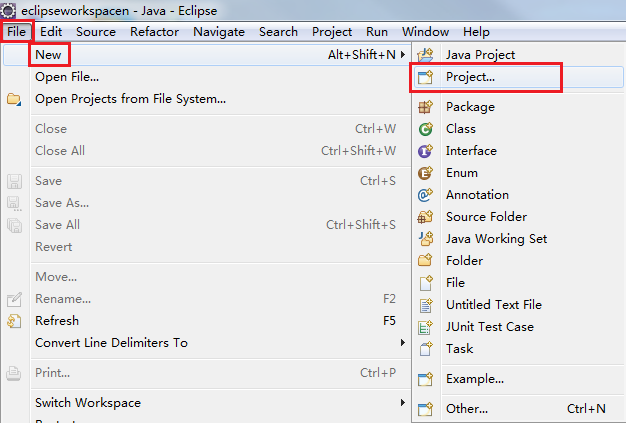 eclipseworkspacen - Java - Eclipse
File Edit Source Refactor Navigate Search Project Run Window Help
New Alt+Shift+N
Open File...
Open Projects from File System...
Close Ctrl+W
Close All Ctrl+Shift+W
Save Ctrl+S
Save As...
Save All Ctrl+Shift+S
Revert
Move...
Rename... F2
Refresh F5
Convert Line Delimiters To
Print... Ctrl+P
Switch Workspace
Java Project
Project...
Package
Class
Interface
Enum
Annotation
Source Folder
Java Working Set
Folder
File
Untitled Text File
JUnit Test Case
Task
Example...
Other... Ctrl+N